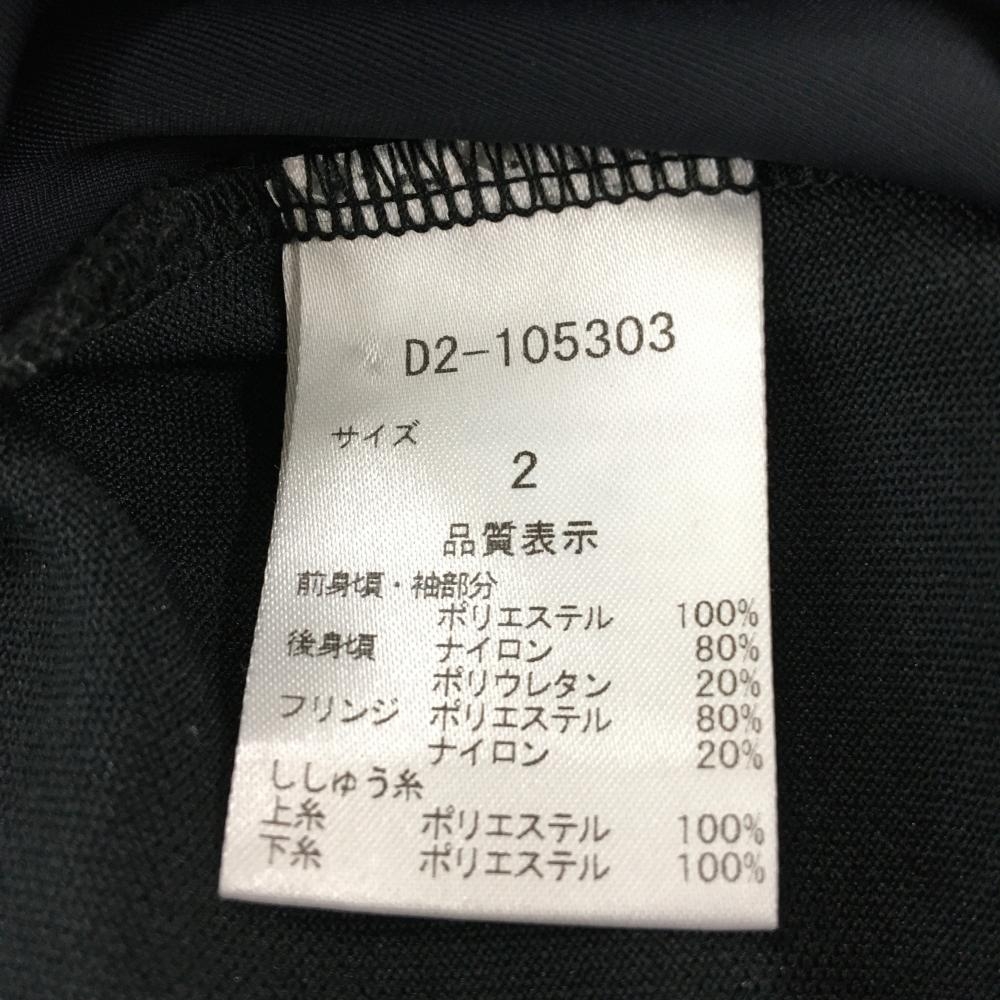 D2-105303
サイズ
2
品質表示
前身頃・袖部分
ポリエステル 100%
後身頃 ナイロン 80%
ポリウレタン 20%
フリンジ ポリエステル 80%
ナイロン 20%
ししゅう糸
上糸 ポリエステル 100%
下糸 ポリエステル 100%